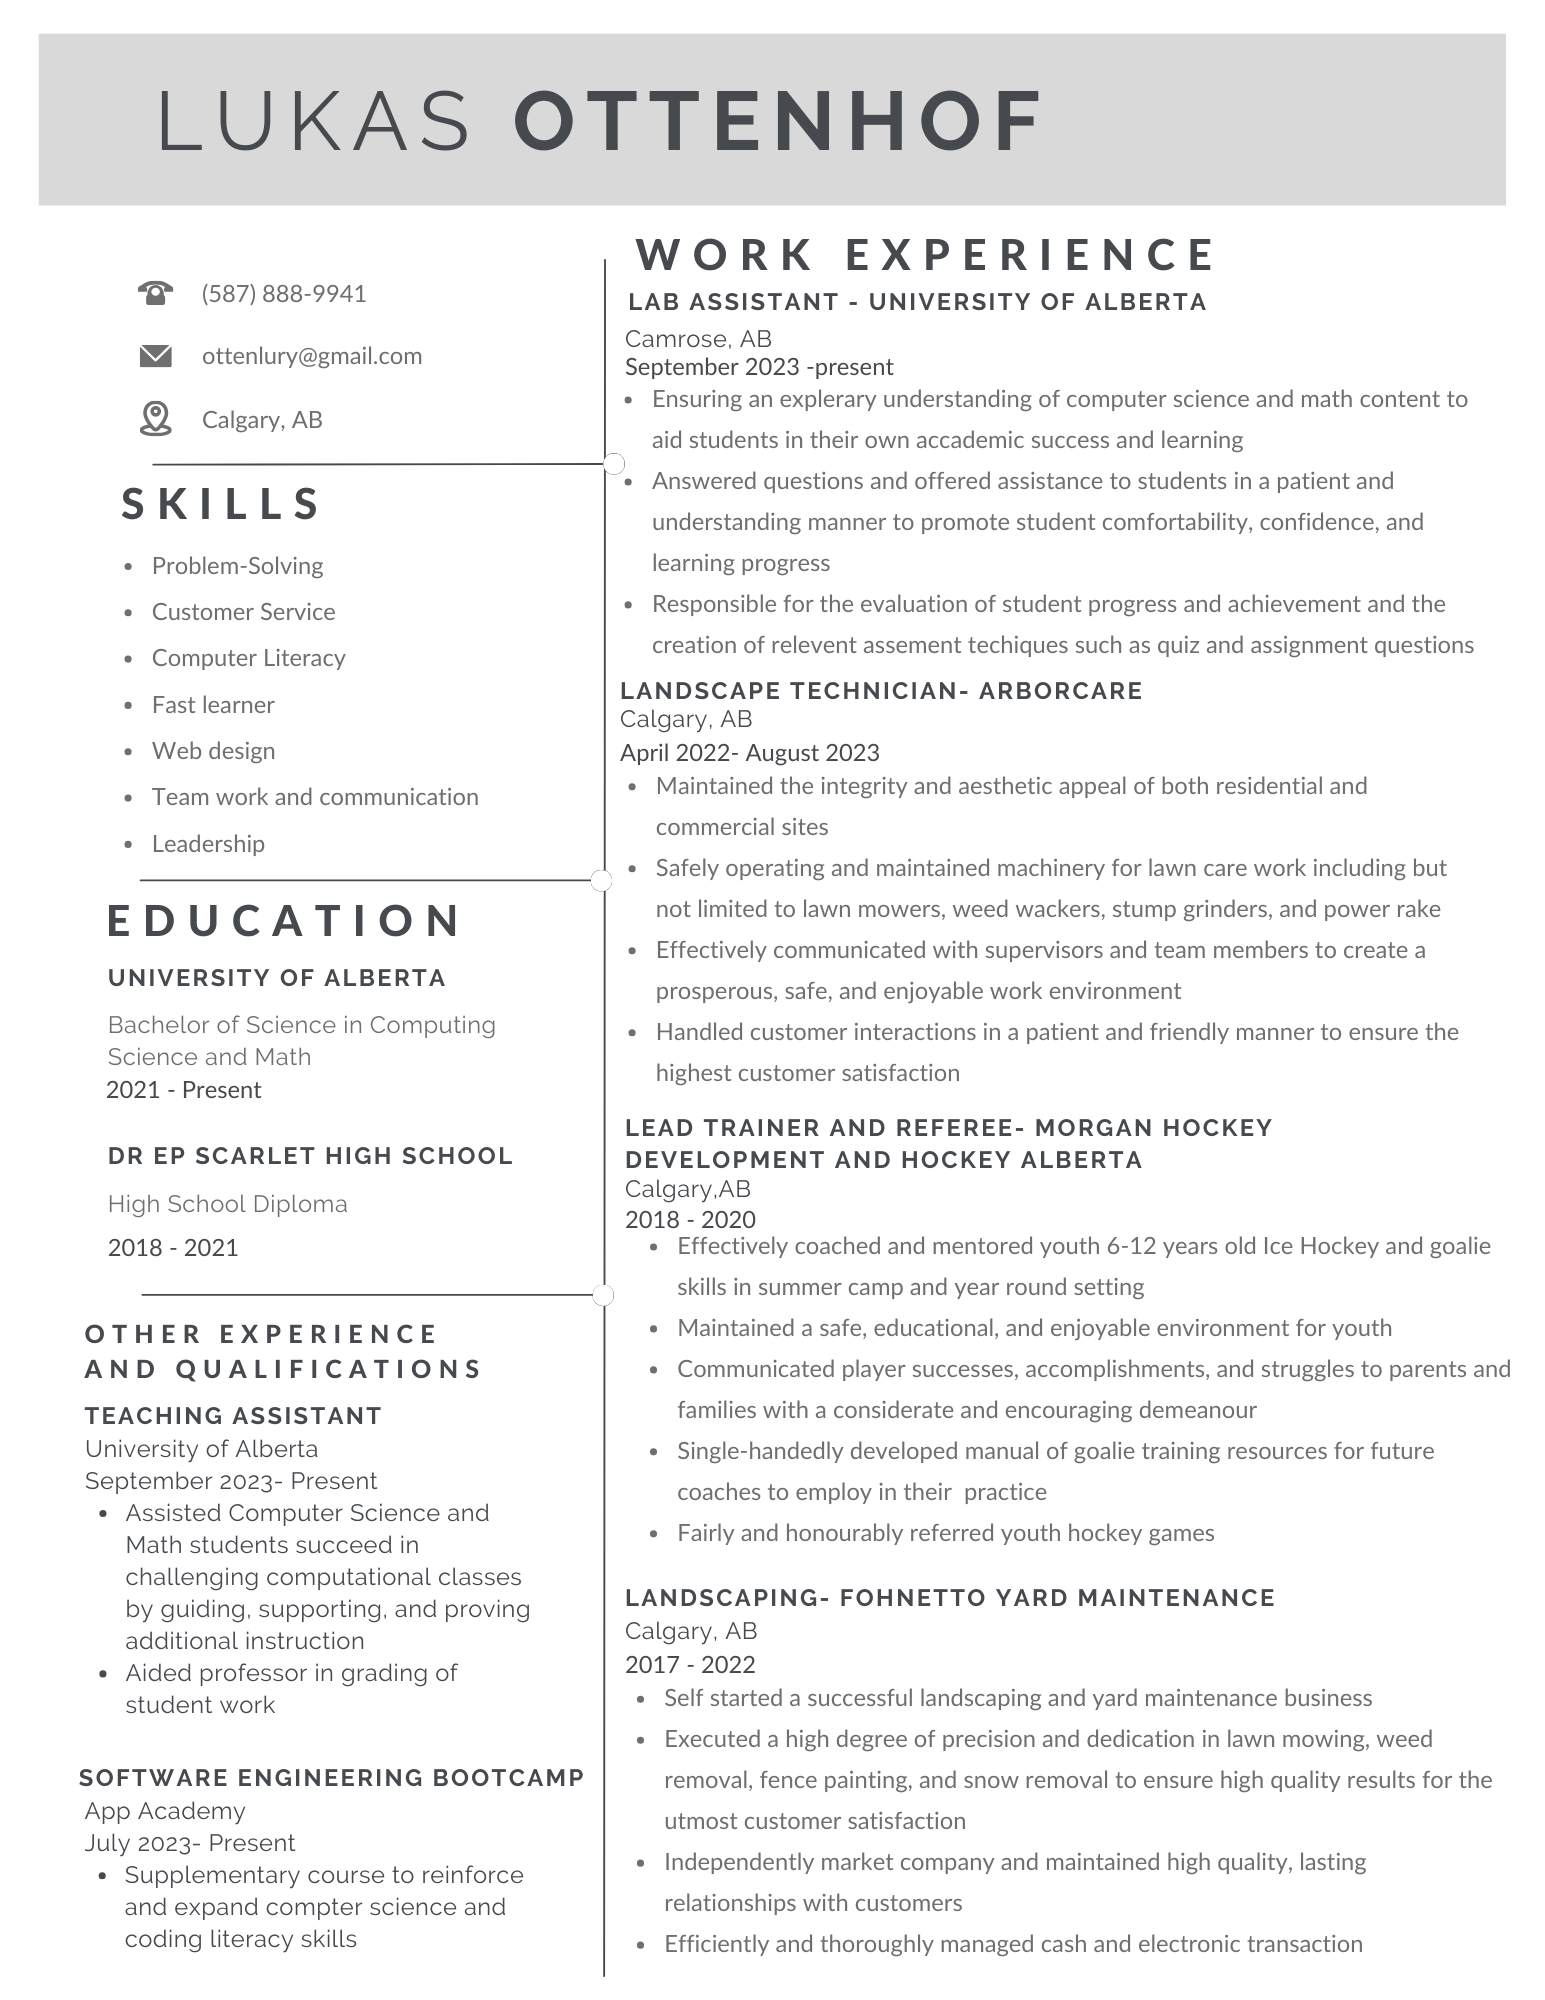 LUKAS OTTENHOF
(587) 888-9941
ottenlury@gmail.com
Calgary, AB
SKILLS
• Problem-Solving
• Customer Service
• Computer Literacy
• Fast learner
• Web design
• Team work and communication
• Leadership
EDUCATION
UNIVERSITY OF ALBERTA
Bachelor of Science in Computing
Science and Math
2021 - Present
DR EP SCARLET HIGH SCHOOL
High School Diploma
2018 - 2021
OTHER EXPERIENCE
AND QUALIFICATIONS
TEACHING ASSISTANT
University of Alberta
September 2023- Present
• Assisted Computer Science and
Math students succeed in
challenging computational classes
by guiding, supporting, and proving
additional instruction
• Aided professor in grading of
student work
SOFTWARE ENGINEERING BOOTCAMP
App Academy
July 2023- Present
• Supplementary course to reinforce
and expand compter science and
coding literacy skills
WORK EXPERIENCE
LAB ASSISTANT - UNIVERSITY OF ALBERTA
Camrose, AB
September 2023 -present
• Ensuring an explerary understanding of computer science and math content to
aid students in their own accademic success and learning
• Answered questions and offered assistance to students in a patient and
understanding manner to promote student comfortability, confidence, and
learning progress
• Responsible for the evaluation of student progress and achievement and the
creation of relevent assement techiques such as quiz and assignment questions
LANDSCAPE TECHNICIAN- ARBORCARE
Calgary, AB
April 2022- August 2023
• Maintained the integrity and aesthetic appeal of both residential and
commercial sites
• Safely operating and maintained machinery for lawn care work including but
not limited to lawn mowers, weed wackers, stump grinders, and power rake
• Effectively communicated with supervisors and team members to create a
prosperous, safe, and enjoyable work environment
• Handled customer interactions in a patient and friendly manner to ensure the
highest customer satisfaction
LEAD TRAINER AND REFEREE- MORGAN HOCKEY
DEVELOPMENT AND HOCKEY ALBERTA
Calgary,AB
2018 - 2020
• Effectively coached and mentored youth 6-12 years old Ice Hockey and goalie
skills in summer camp and year round setting
• Maintained a safe, educational, and enjoyable environment for youth
• Communicated player successes, accomplishments, and struggles to parents and
families with a considerate and encouraging demeanour
• Single-handedly developed manual of goalie training resources for future
coaches to employ in their  practice
• Fairly and honourably referred youth hockey games
LANDSCAPING- FOHNETTO YARD MAINTENANCE
Calgary, AB
2017 - 2022
• Self started a successful landscaping and yard maintenance business
• Executed a high degree of precision and dedication in lawn mowing, weed
removal, fence painting, and snow removal to ensure high quality results for the
utmost customer satisfaction
• Independently market company and maintained high quality, lasting
relationships with customers
• Efficiently and thoroughly managed cash and electronic transaction